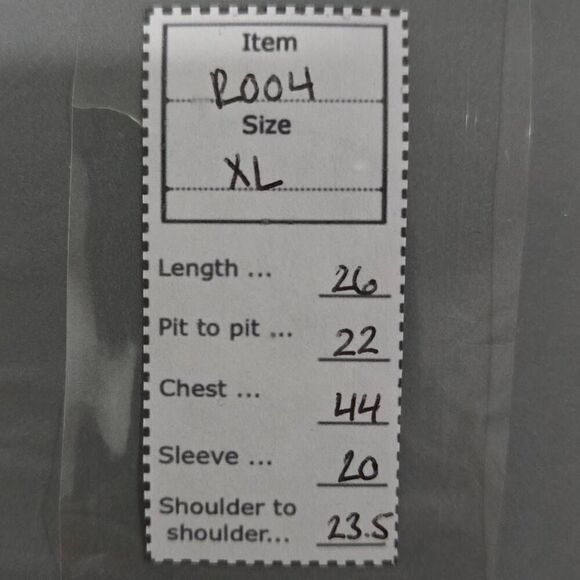 Item
R004
Size
XL
Length ... 26
Pit to pit ... 22
Chest ... 44
Sleeve ... 20
Shoulder to
shoulder... 23.5